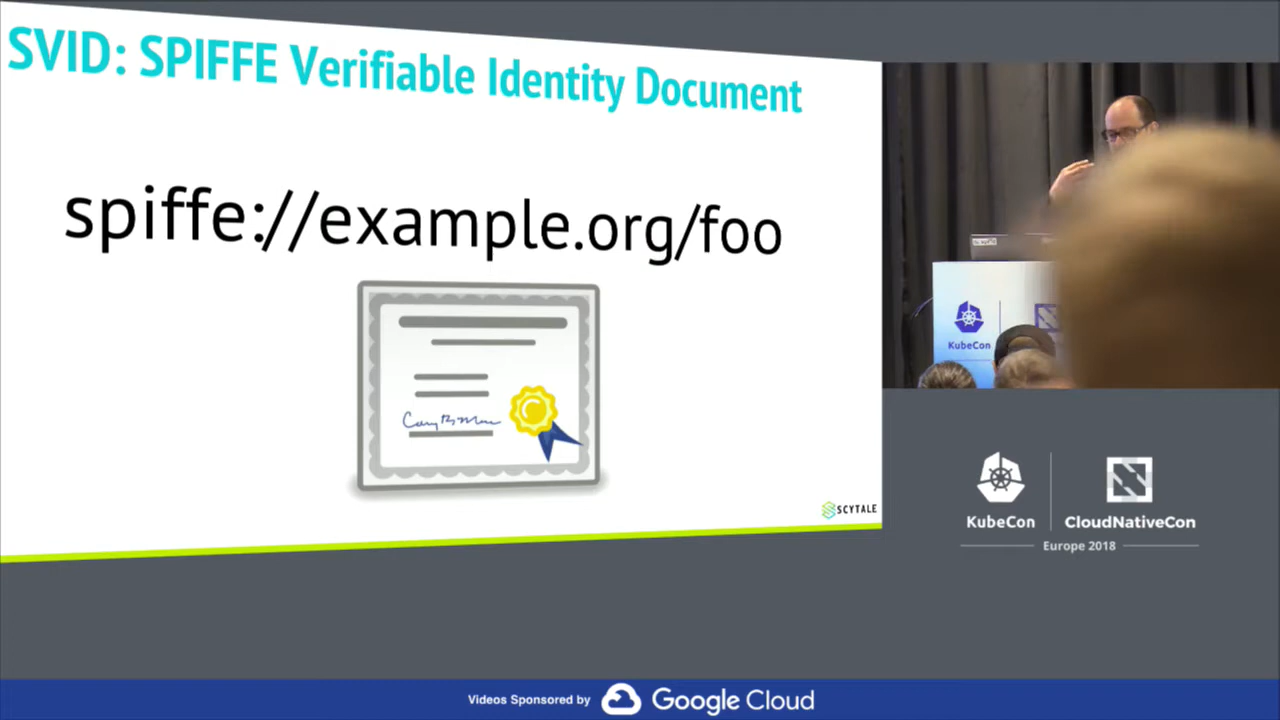 SVID: SPIFFE Verifiable Identity Document
spiffe://example.org/foo
SCYTALE
KubeCon
KubeCon
CloudNativeCon
Europe 2018
Videos Sponsored by Google Cloud